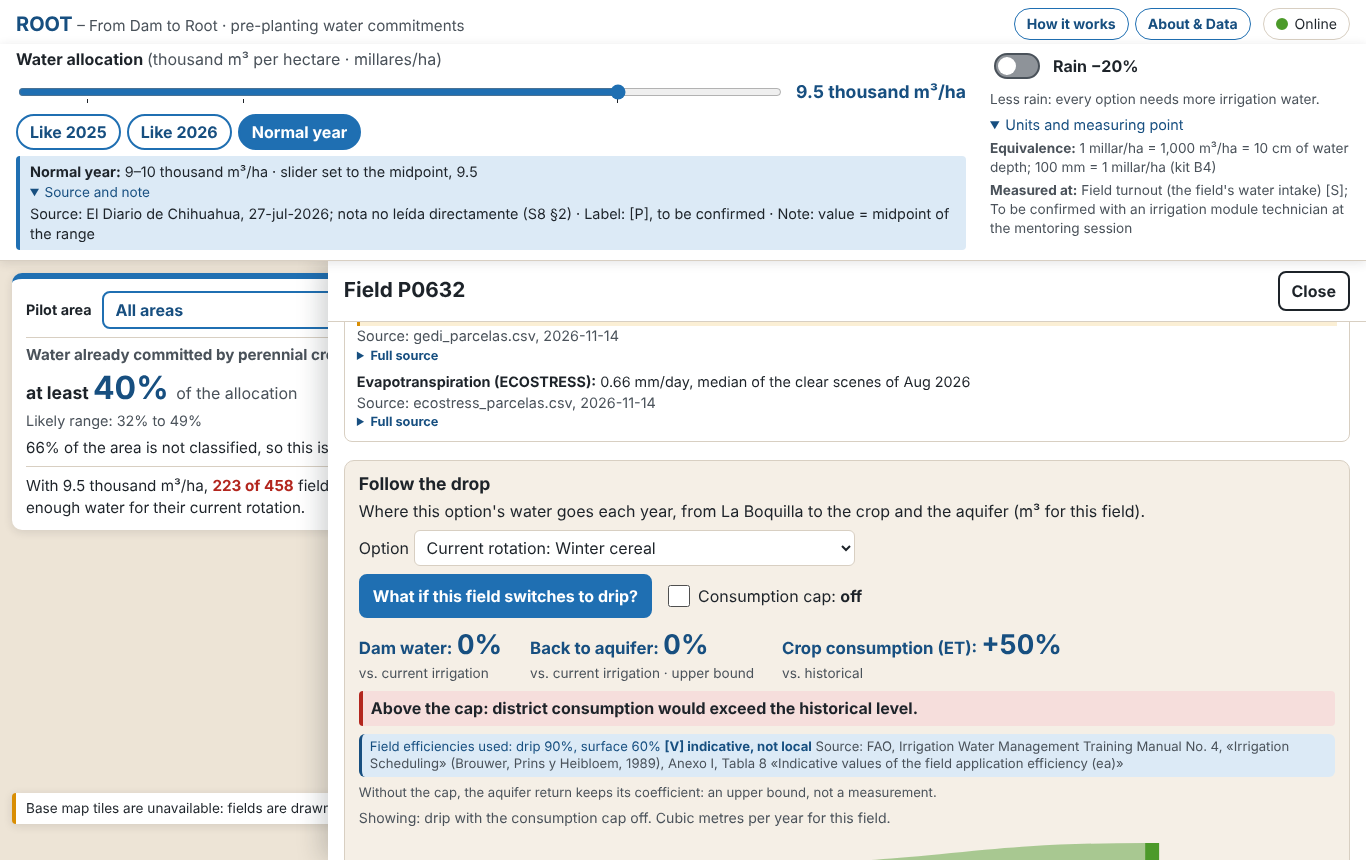 ROOT – From Dam to Root · pre-planting water commitments
How it works
About & Data
Online
Water allocation (thousand m³ per hectare · millares/ha)
9.5 thousand m³/ha
Like 2025
Like 2026
Normal year
Normal year: 9–10 thousand m³/ha · slider set to the midpoint, 9.5
▼ Source and note
Source: El Diario de Chihuahua, 27-jul-2026; nota no leída directamente (S8 §2) · Label: [P], to be confirmed · Note: value = midpoint of
the range
Rain −20%
Less rain: every option needs more irrigation water.
▼ Units and measuring point
Equivalence: 1 millar/ha = 1,000 m³/ha = 10 cm of water
depth; 100 mm = 1 millar/ha (kit B4)
Measured at: Field turnout (the field's water intake) [S];
To be confirmed with an irrigation module technician at
the mentoring session
Pilot area
All areas
Water already committed by perennial cr
at least 40% of the allocation
Likely range: 32% to 49%
66% of the area is not classified, so this is
With 9.5 thousand m³/ha, 223 of 458 field
enough water for their current rotation.
Base map tiles are unavailable: fields are drawn
Field P0632
Close
Source: gedi_parcelas.csv, 2026-11-14
▶ Full source
Evapotranspiration (ECOSTRESS): 0.66 mm/day, median of the clear scenes of Aug 2026
Source: ecostress_parcelas.csv, 2026-11-14
▶ Full source
Follow the drop
Where this option's water goes each year, from La Boquilla to the crop and the aquifer (m³ for this field).
Option
Current rotation: Winter cereal
What if this field switches to drip?
Consumption cap: off
Dam water: 0%
vs. current irrigation
Back to aquifer: 0%
vs. current irrigation · upper bound
Crop consumption (ET): +50%
vs. historical
Above the cap: district consumption would exceed the historical level.
Field efficiencies used: drip 90%, surface 60% [V] indicative, not local Source: FAO, Irrigation Water Management Training Manual No. 4, «Irrigation
Scheduling» (Brouwer, Prins y Heibloem, 1989), Anexo I, Tabla 8 «Indicative values of the field application efficiency (ea)»
Without the cap, the aquifer return keeps its coefficient: an upper bound, not a measurement.
Showing: drip with the consumption cap off. Cubic metres per year for this field.